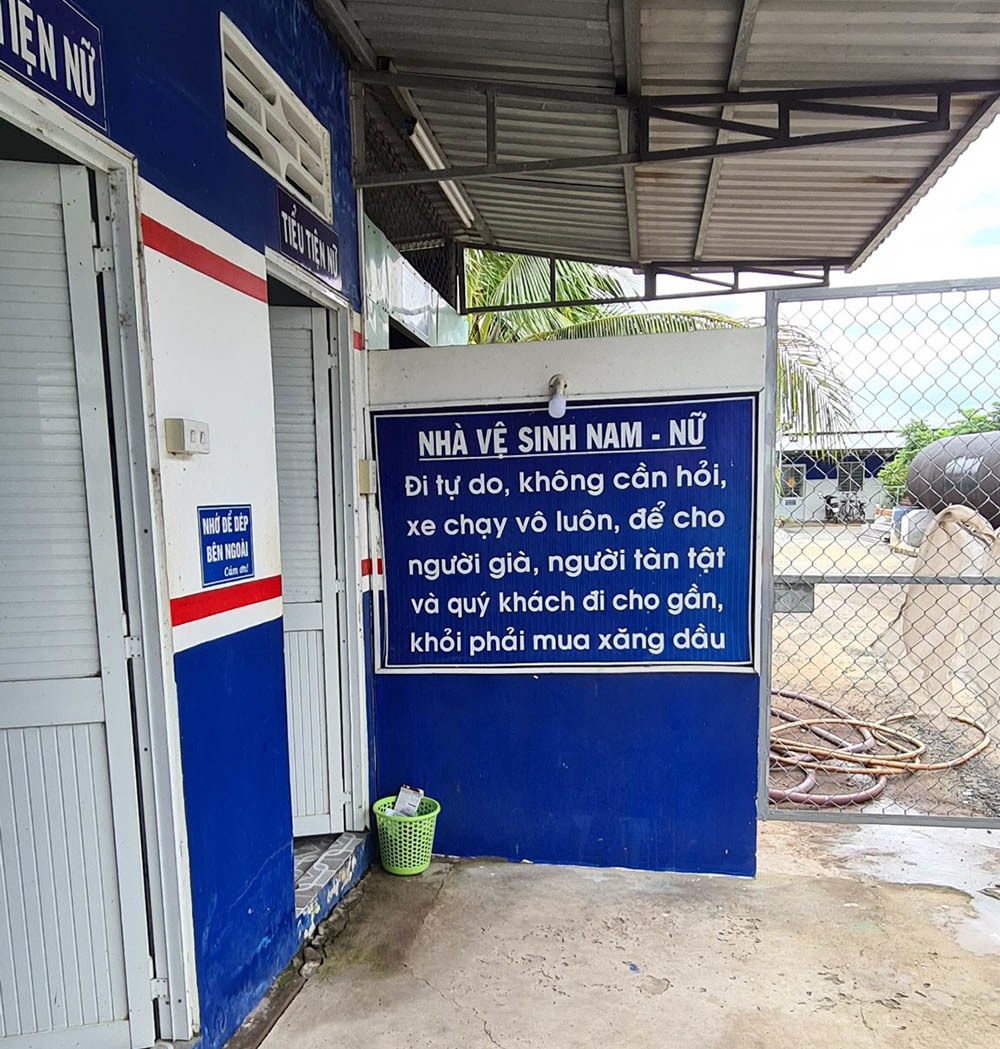 TIỆN NỮ
TIỂU TIỆN NỮ
NHỚ ĐỂ DÉP
BÊN NGOÀI
Cám ơn!
NHÀ VỆ SINH NAM - NỮ
Đi tự do, không cần hỏi,
xe chạy vô luôn, để cho
người già, người tàn tật
và quý khách đi cho gần,
khỏi phải mua xăng dầu